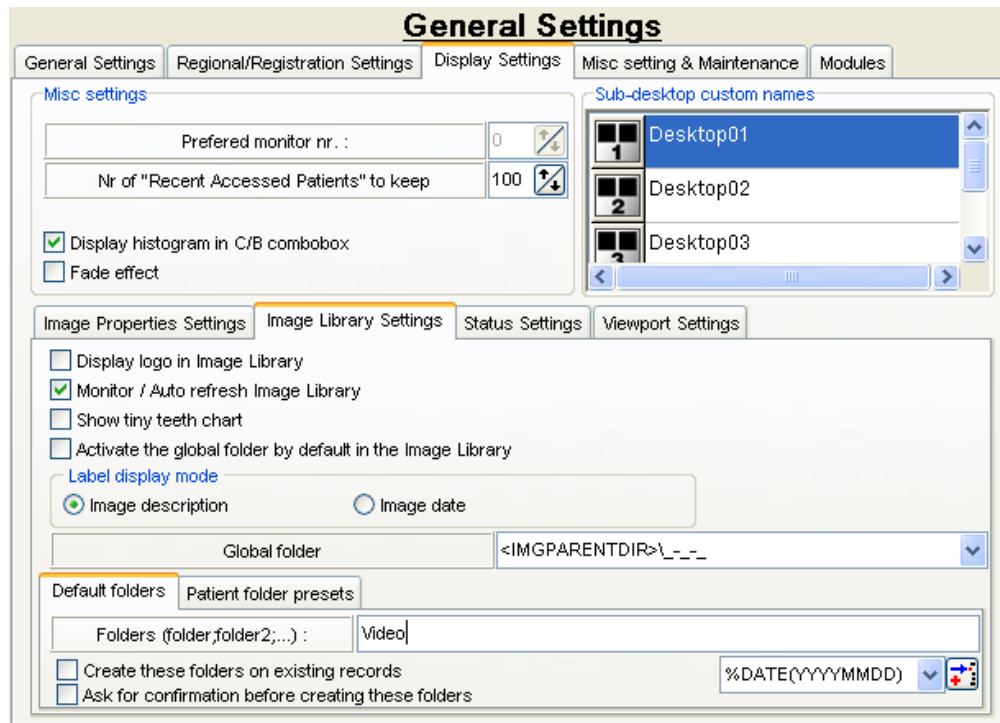 General Settings
General Settings Regional/Registration Settings Display Settings Misc setting & Maintenance Modules
Misc settings
Prefered monitor nr. : 0
Nr of "Recent Accessed Patients" to keep 100
Display histogram in C/B combobox
Fade effect
Sub-desktop custom names
1 Desktop01
2 Desktop02
3 Desktop03
Image Properties Settings Image Library Settings Status Settings Viewport Settings
Display logo in Image Library
Monitor / Auto refresh Image Library
Show tiny teeth chart
Activate the global folder by default in the Image Library
Label display mode
Image description Image date
Global folder <IMGPARENTDIR>\_-_-_
Default folders Patient folder presets
Folders (folder;folder2;...) : Video
Create these folders on existing records
%DATE(YYYYMMDD)
Ask for confirmation before creating these folders